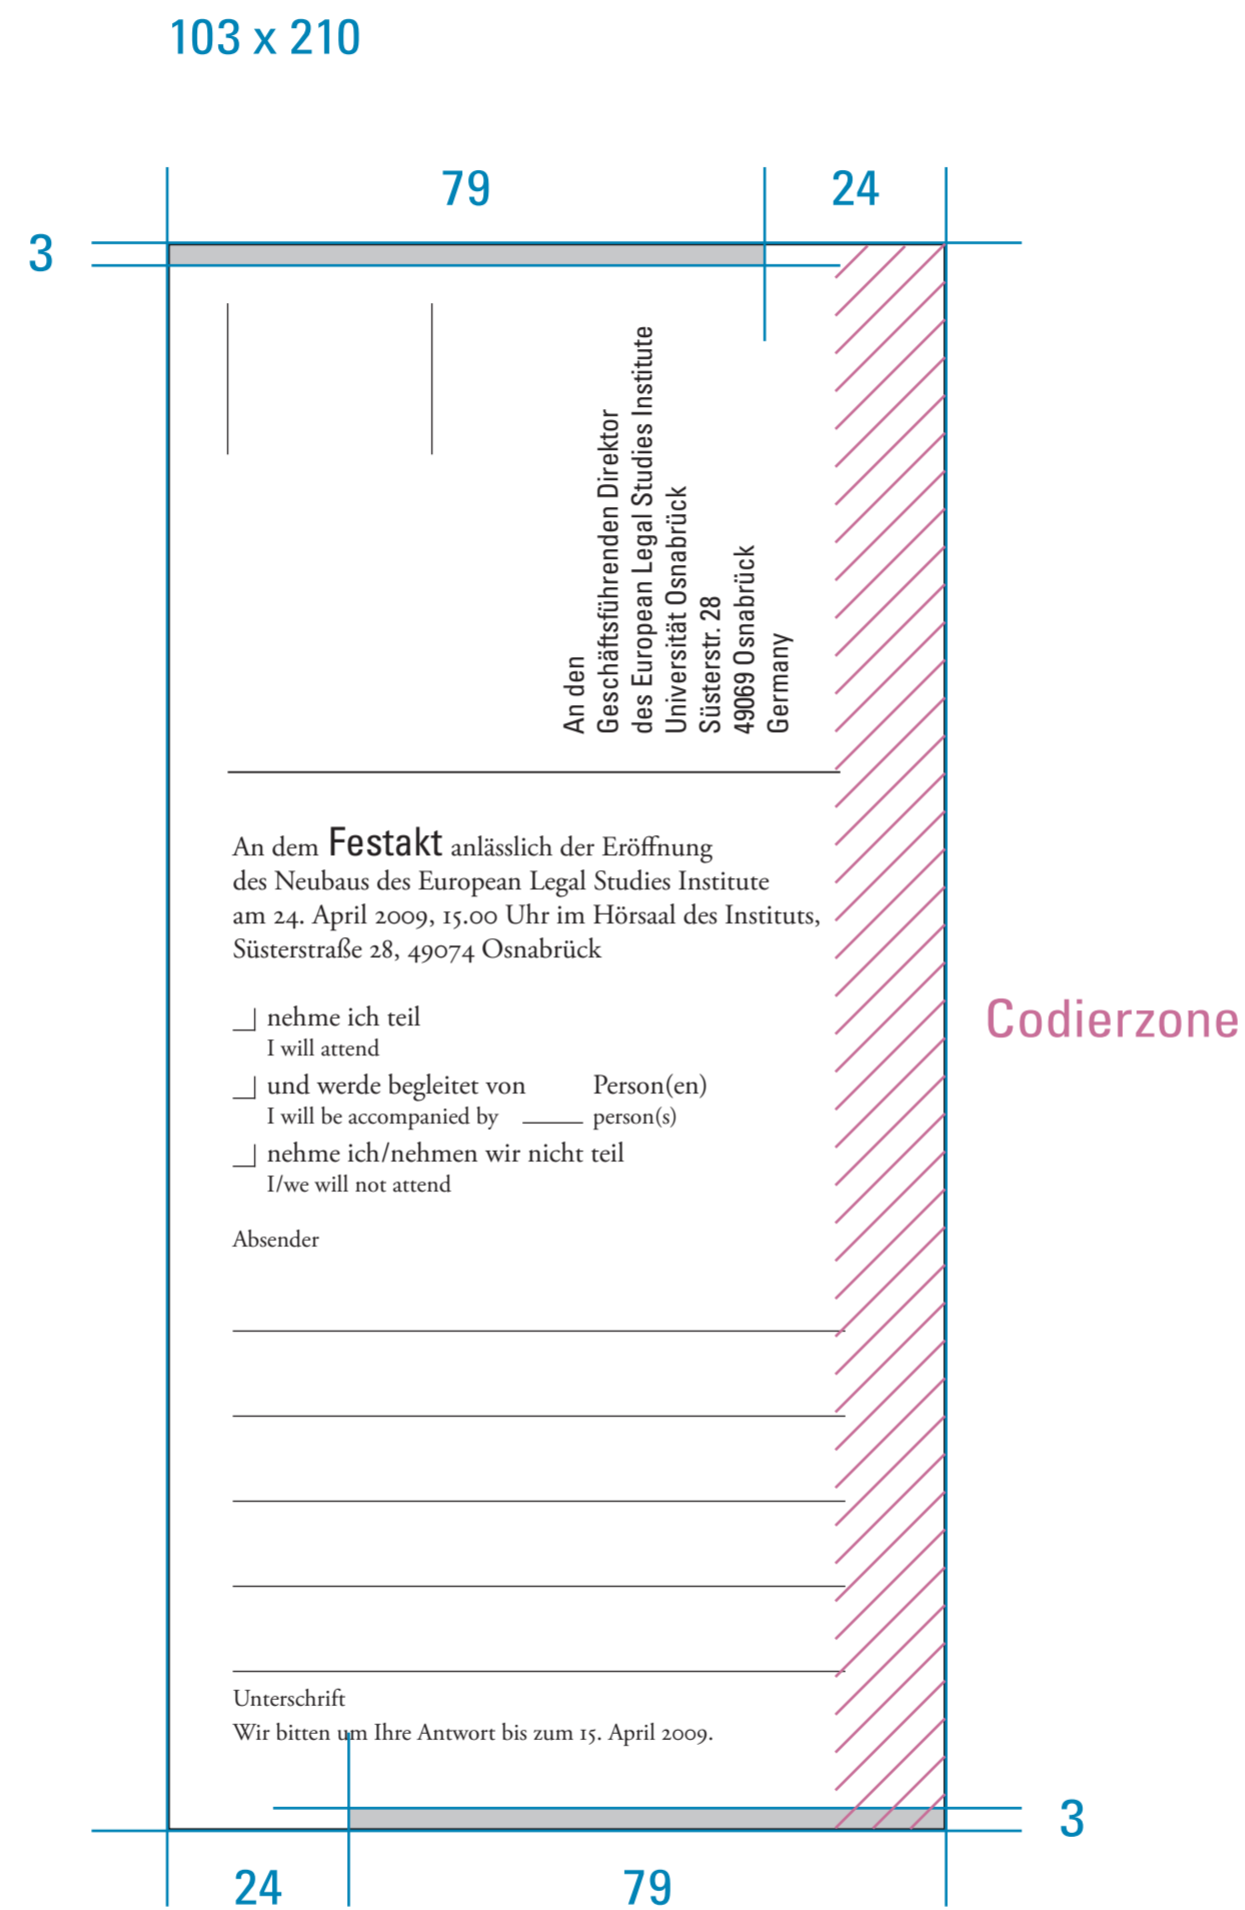 103 x 210
79
24
3
An den
Geschäftsführenden Direktor
des European Legal Studies Institute
Universität Osnabrück
Süsterstr. 28
49069 Osnabrück
Germany
An dem Festakt anlässlich der Eröffnung
des Neubaus des European Legal Studies Institute
am 24. April 2009, 15.00 Uhr im Hörsaal des Instituts,
Süsterstraße 28, 49074 Osnabrück
Codierzone
nehme ich teil
I will attend
und werde begleitet von Person(en)
I will be accompanied by ____ person(s)
nehme ich/nehmen wir nicht teil
I/we will not attend
Absender
Unterschrift
Wir bitten um Ihre Antwort bis zum 15. April 2009.
3
24
79